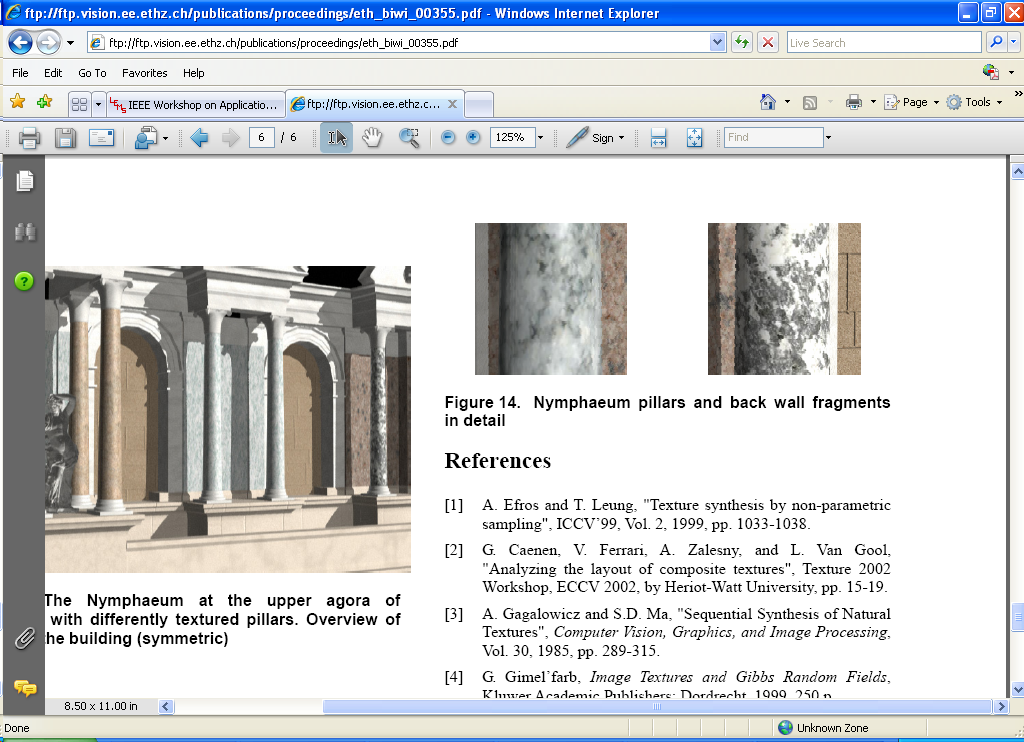 ftp://ftp.vision.ee.ethz.ch/publications/proceedings/eth_biwi_00355.pdf - Windows Internet Explorer
ftp://ftp.vision.ee.ethz.ch/publications/proceedings/eth_biwi_00355.pdf
Live Search
File Edit Go To Favorites Help
IEEE Workshop on Applicatio...
ftp://ftp.vision.ee.ethz.c...
Page
Tools
6 / 6
125%
Sign
Find
Figure 14. Nymphaeum pillars and back wall fragments
in detail
References
[1] A. Efros and T. Leung, "Texture synthesis by non-parametric
sampling", ICCV'99, Vol. 2, 1999, pp. 1033-1038.
[2] G. Caenen, V. Ferrari, A. Zalesny, and L. Van Gool,
"Analyzing the layout of composite textures", Texture 2002
Workshop, ECCV 2002, by Heriot-Watt University, pp. 15-19.
[3] A. Gagalowicz and S.D. Ma, "Sequential Synthesis of Natural
Textures", Computer Vision, Graphics, and Image Processing,
Vol. 30, 1985, pp. 289-315.
[4] G. Gimel'farb, Image Textures and Gibbs Random Fields,
Kluwer Academic Publishers: Dordrecht, 1999, 250 p.
The Nymphaeum at the upper agora of
with differently textured pillars. Overview of
he building (symmetric)
8.50 x 11.00 in
Done
Unknown Zone